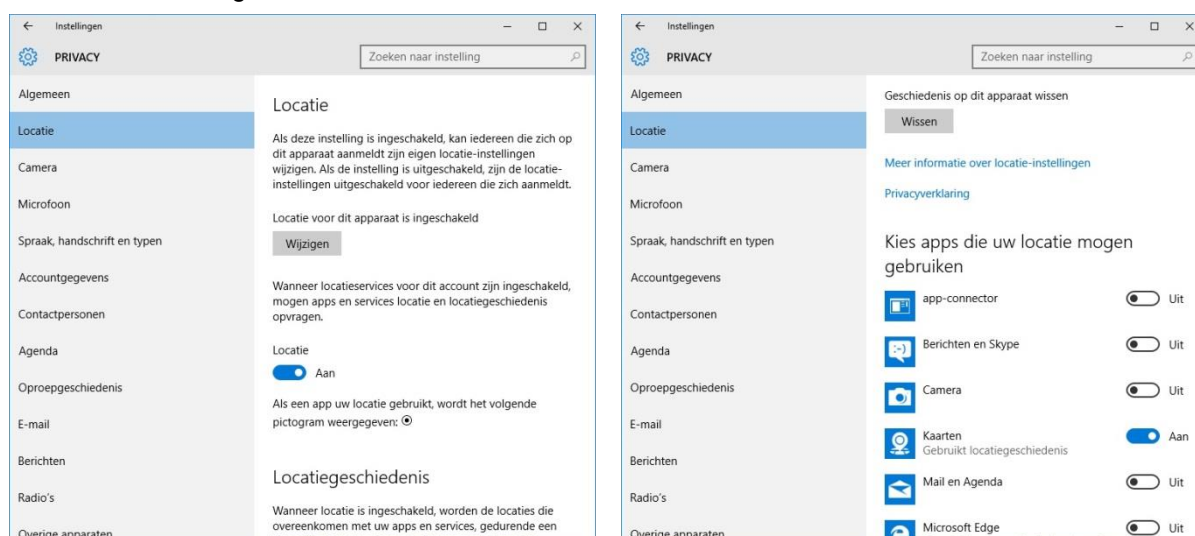 Instellingen
PRIVACY
Zoeken naar instelling
Algemeen
Locatie
Camera
Microfoon
Spraak, handschrift en typen
Accountgegevens
Contactpersonen
Agenda
Oproepgeschiedenis
E-mail
Berichten
Radio's
Overige apparaten
Locatie
Als deze instelling is ingeschakeld, kan iedereen die zich op
dit apparaat aanmeldt zijn eigen locatie-instellingen
wijzigen. Als de instelling is uitgeschakeld, zijn de locatie-
instellingen uitgeschakeld voor iedereen die zich aanmeldt.
Locatie voor dit apparaat is ingeschakeld
Wijzigen
Wanneer locatieservices voor dit account zijn ingeschakeld,
mogen apps en services locatie en locatiegeschiedenis
opvragen.
Locatie
Aan
Als een app uw locatie gebruikt, wordt het volgende
pictogram weergegeven:
Locatiegeschiedenis
Wanneer locatie is ingeschakeld, worden de locaties die
overeenkomen met uw apps en services, gedurende een
Instellingen
PRIVACY
Zoeken naar instelling
Algemeen
Locatie
Camera
Microfoon
Spraak, handschrift en typen
Accountgegevens
Contactpersonen
Agenda
Oproepgeschiedenis
E-mail
Berichten
Radio's
Overige apparaten
Geschiedenis op dit apparaat wissen
Wissen
Meer informatie over locatie-instellingen
Privacyverklaring
Kies apps die uw locatie mogen
gebruiken
app-connector Uit
Berichten en Skype Uit
Camera Uit
Kaarten Aan
Gebruikt locatiegeschiedenis
Mail en Agenda Uit
Microsoft Edge Uit